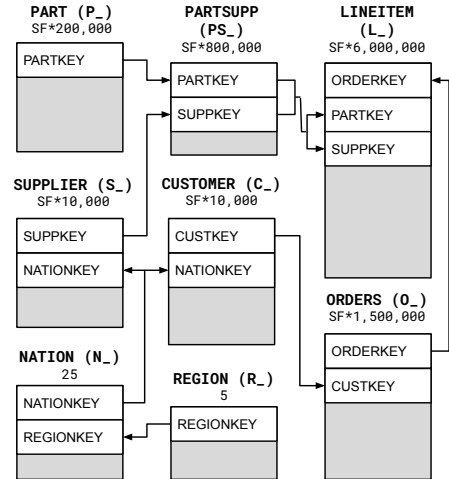 PART (P_)
SF*200,000
PARTKEY
PARTSUPP
(PS_)
SF*800,000
PARTKEY
SUPPKEY
LINEITEM
(L_)
SF*6,000,000
ORDERKEY
PARTKEY
SUPPKEY
SUPPLIER (S_)
SF*10,000
SUPPKEY
NATIONKEY
CUSTOMER (C_)
SF*10,000
CUSTKEY
NATIONKEY
ORDERS (O_)
SF*1,500,000
ORDERKEY
CUSTKEY
NATION (N_)
25
NATIONKEY
REGIONKEY
REGION (R_)
5
REGIONKEY